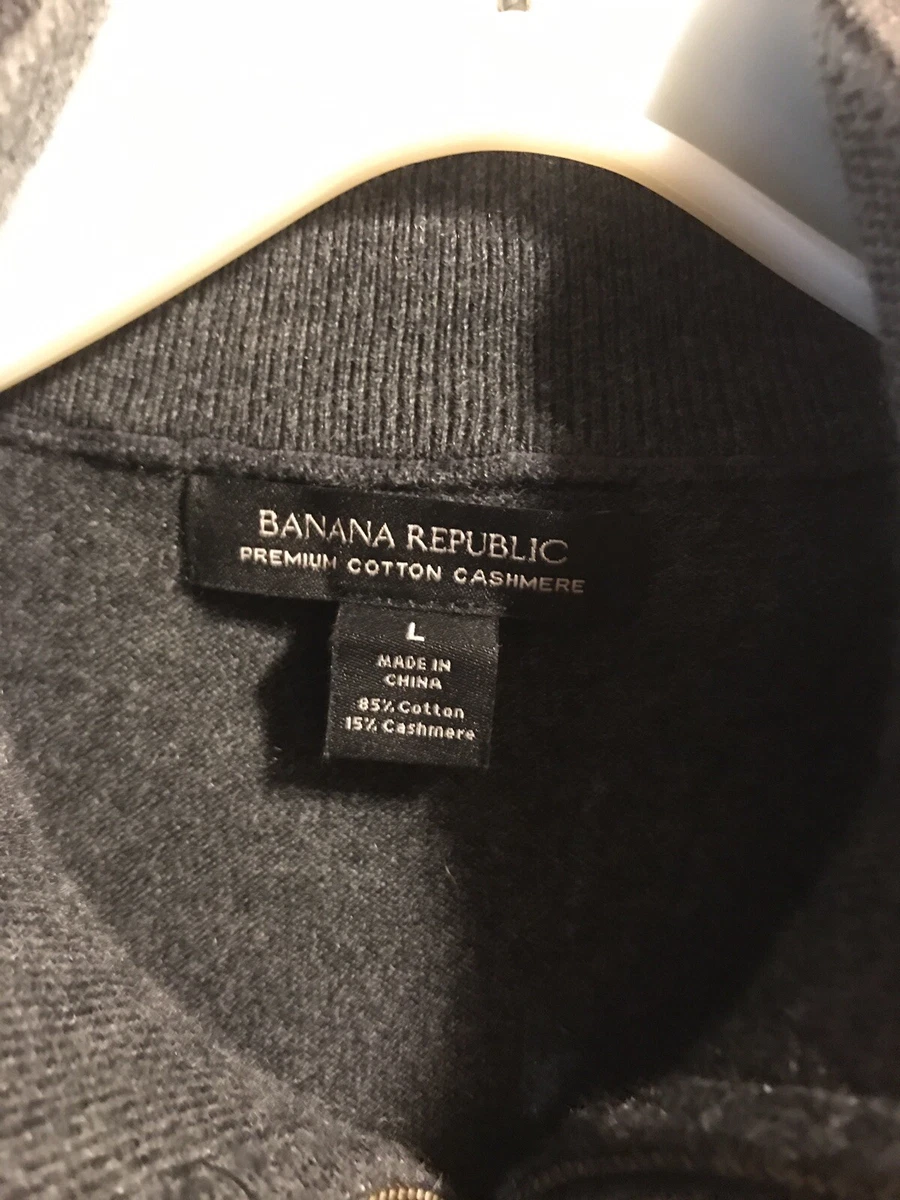 BANANA REPUBLIC
PREMIUM COTTON CASHMERE
L
MADE IN
CHINA
85% Cotton
15% Cashmere